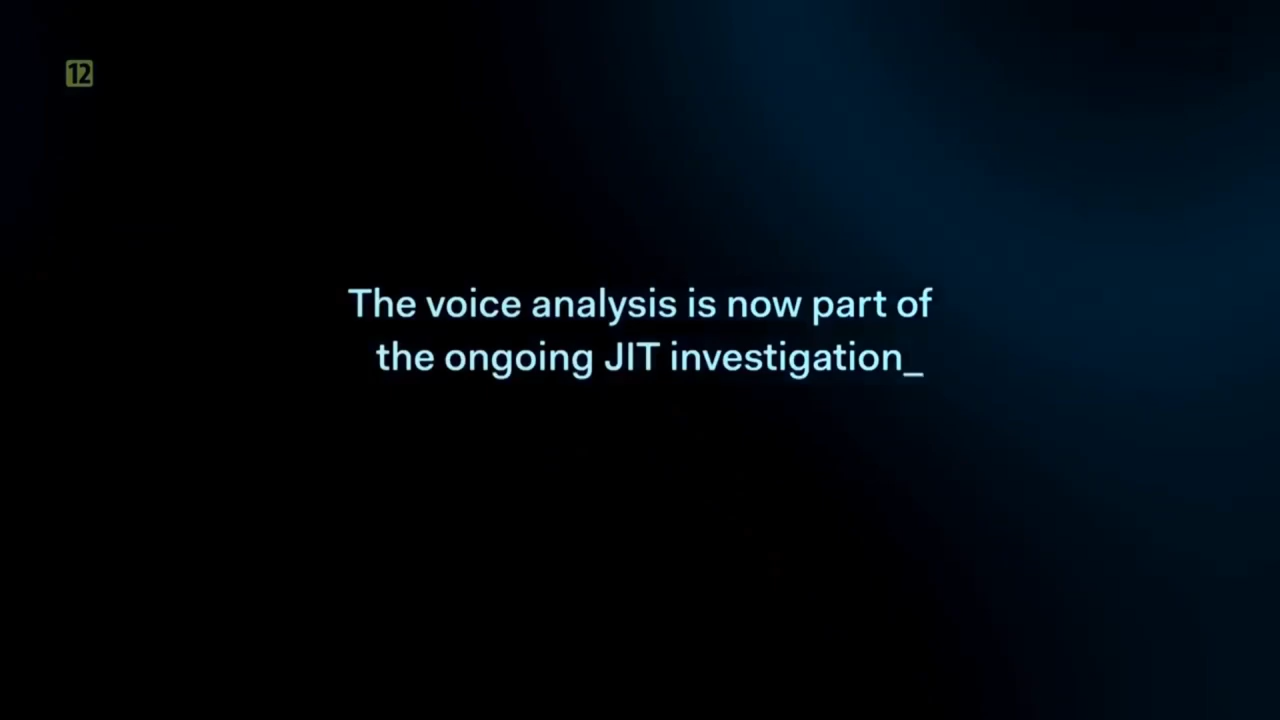 12
The voice analysis is now part of
the ongoing JIT investigation_